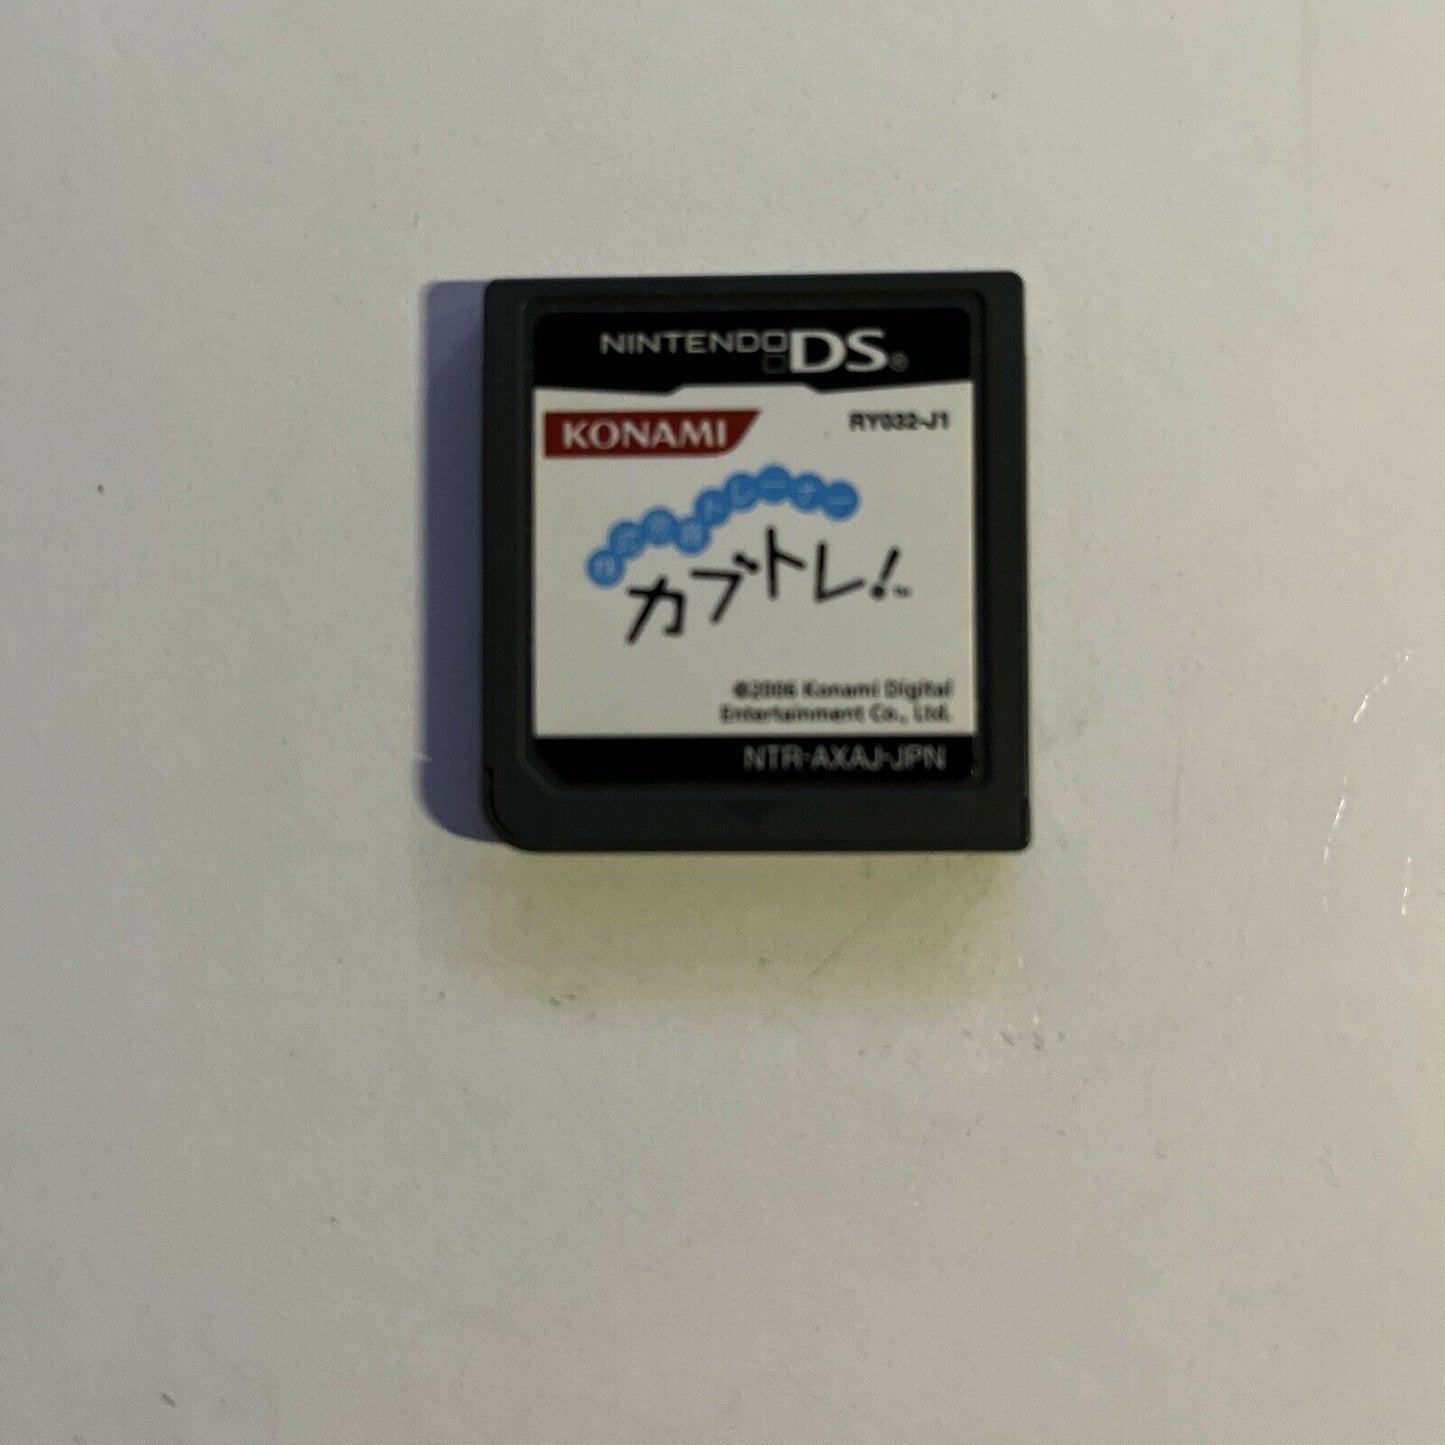 NINTENDO DS®
KONAMI
RY032-J1
株式売買トレーナー
カブトレ!™
©2006 Konami Digital
Entertainment Co., Ltd.
NTR-AXAJ-JPN